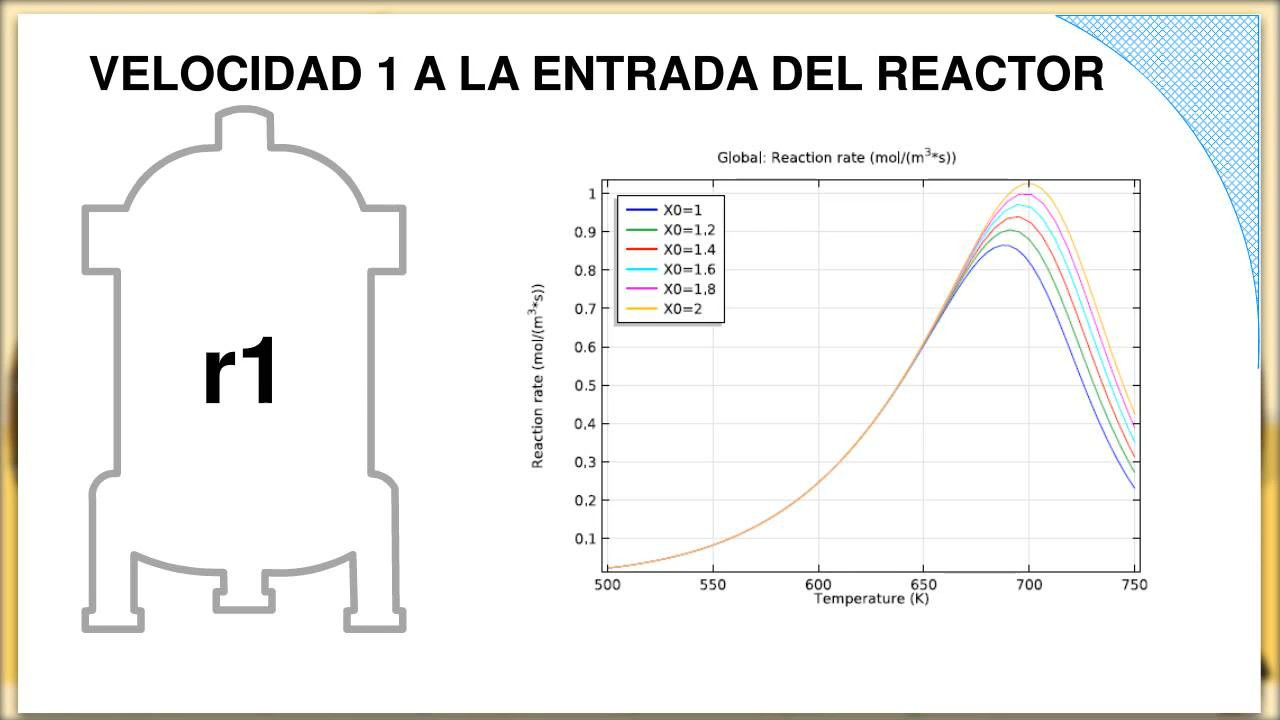 VELOCIDAD 1 A LA ENTRADA DEL REACTOR
r1
Global: Reaction rate (mol/(m³*s))
Reaction rate (mol/(m³*s))
1
0.9
0.8
0.7
0.6
0.5
0.4
0.3
0.2
0.1
X0=1
X0=1.2
X0=1.4
X0=1.6
X0=1.8
X0=2
500 550 600 650 700 750
Temperature (K)